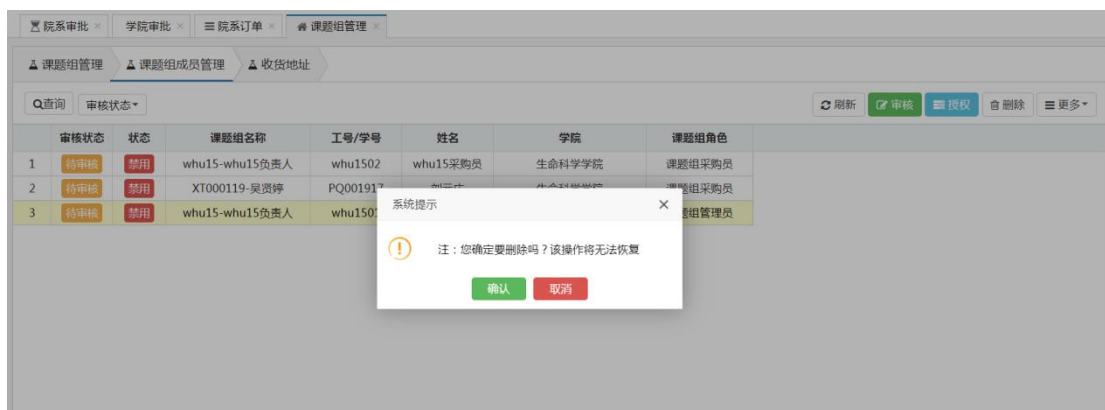 院系审批 × 学院审批 × 院系订单 × 课题组管理 ×
课题组管理 课题组成员管理 收货地址
查询 审核状态 刷新 审核 授权 删除 更多
审核状态 状态 课题组名称 工号/学号 姓名 学院 课题组角色
1 待审核 禁用 whu15-whu15负责人 whu1502 whu15采购员 生命科学学院 课题组采购员
2 待审核 禁用 XT000119-吴贤婷 PQ001917 生命科学学院 课题组采购员
3 待审核 禁用 whu15-whu15负责人 whu150 组管理员
系统提示 ×
注：您确定要删除吗？该操作将无法恢复
确认 取消